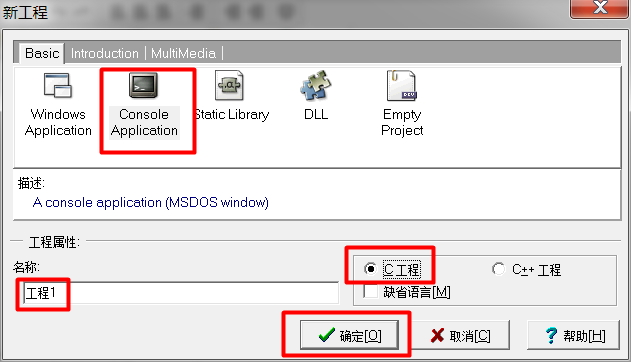 新工程
Basic Introduction MultiMedia
Windows Application
Console Application
Static Library
DLL
Empty Project
描述:
A console application (MSDOS window)
工程属性:
名称:
工程1
C 工程
C++ 工程
缺省语言[M]
确定[O]
取消[C]
帮助[H]